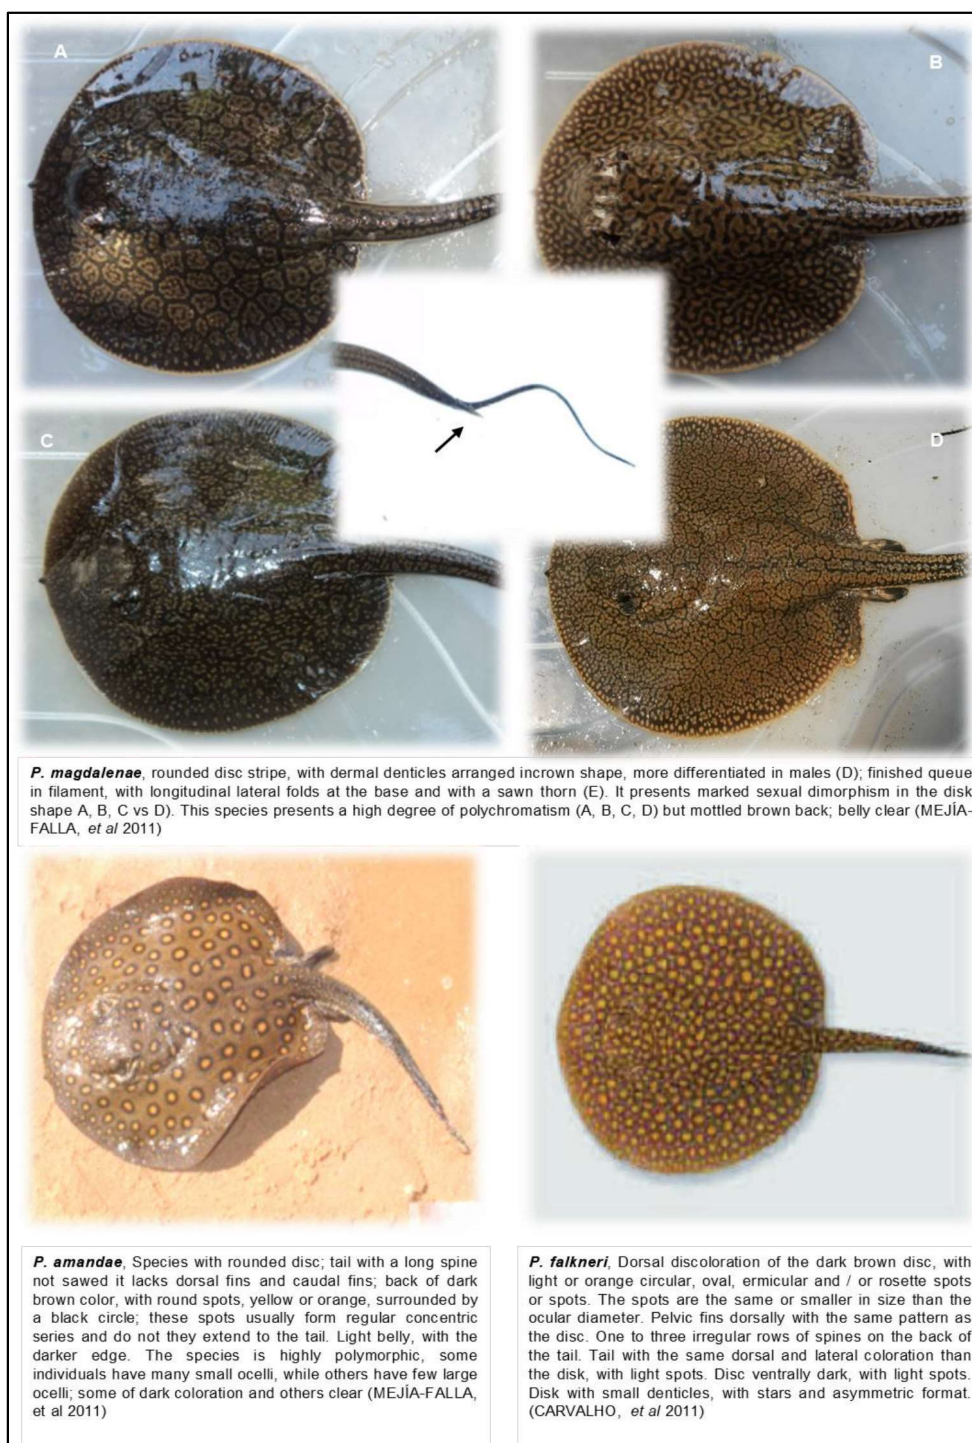 A
B
C
D
P. magdalenae, rounded disc stripe, with dermal denticles arranged incrown shape, more differentiated in males (D); finished queue
in filament, with longitudinal lateral folds at the base and with a sawn thorn (E). It presents marked sexual dimorphism in the disk
shape A, B, C vs D). This species presents a high degree of polychromatism (A, B, C, D) but mottled brown back; belly clear (MEJÍA-
FALLA, et al 2011)
P. amandae, Species with rounded disc; tail with a long spine
not sawed it lacks dorsal fins and caudal fins; back of dark
brown color, with round spots, yellow or orange, surrounded by
a black circle; these spots usually form regular concentric
series and do not they extend to the tail. Light belly, with the
darker edge. The species is highly polymorphic, some
individuals have many small ocelli, while others have few large
ocelli; some of dark coloration and others clear (MEJÍA-FALLA,
et al 2011)
P. falkneri, Dorsal discoloration of the dark brown disc, with
light or orange circular, oval, ermicular and / or rosette spots
or spots. The spots are the same or smaller in size than the
ocular diameter. Pelvic fins dorsally with the same pattern as
the disc. One to three irregular rows of spines on the back of
the tail. Tail with the same dorsal and lateral coloration than
the disk, with light spots. Disc ventrally dark, with light spots.
Disk with small denticles, with stars and asymmetric format.
(CARVALHO, et al 2011)